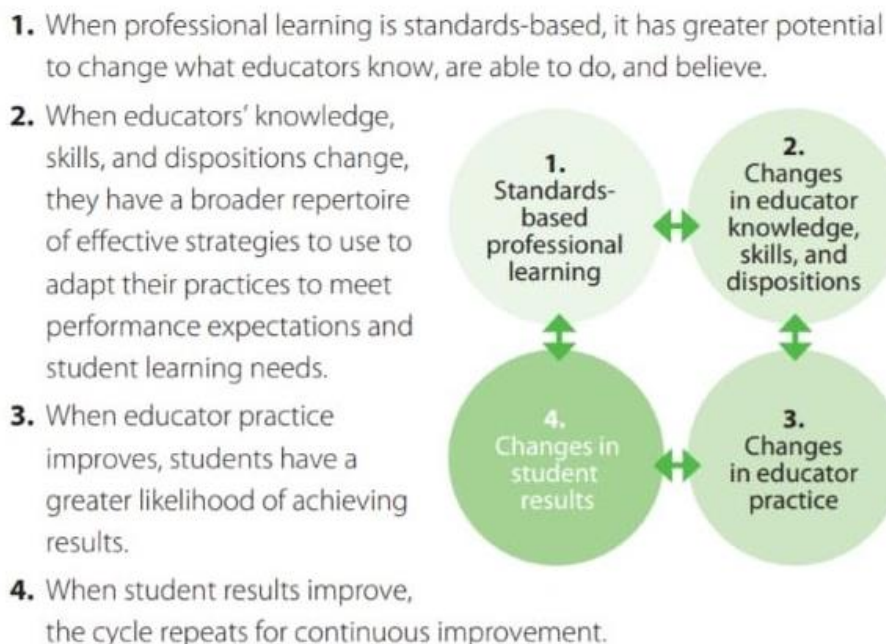 1. When professional learning is standards-based, it has greater potential
to change what educators know, are able to do, and believe.
2. When educators’ knowledge,
skills, and dispositions change,
they have a broader repertoire
of effective strategies to use to
adapt their practices to meet
performance expectations and
student learning needs.
3. When educator practice
improves, students have a
greater likelihood of achieving
results.
4. When student results improve,
the cycle repeats for continuous improvement.
1.
Standards-
based
professional
learning
2.
Changes
in educator
knowledge,
skills, and
dispositions
3.
Changes
in educator
practice
4.
Changes in
student
results